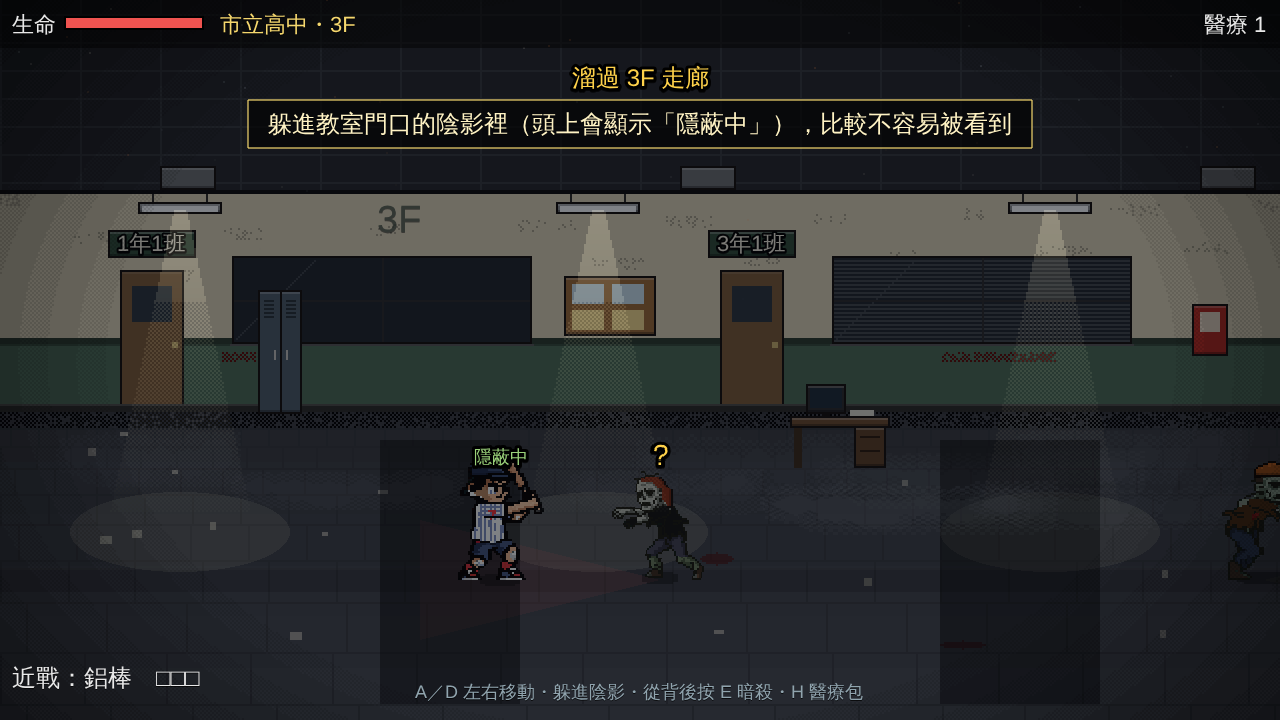 生命 市立高中・3F 醫療 1
溜過 3F 走廊
躲進教室門口的陰影裡（頭上會顯示「隱蔽中」），比較不容易被看到
3F
1年1班 3年1班
隱蔽中 ?
近戰：鋁棒 □□□
A／D 左右移動・躲進陰影・從背後按 E 暗殺・H 醫療包